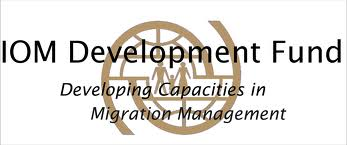 IOM Development Fund
Developing Capacities in
Migration Management